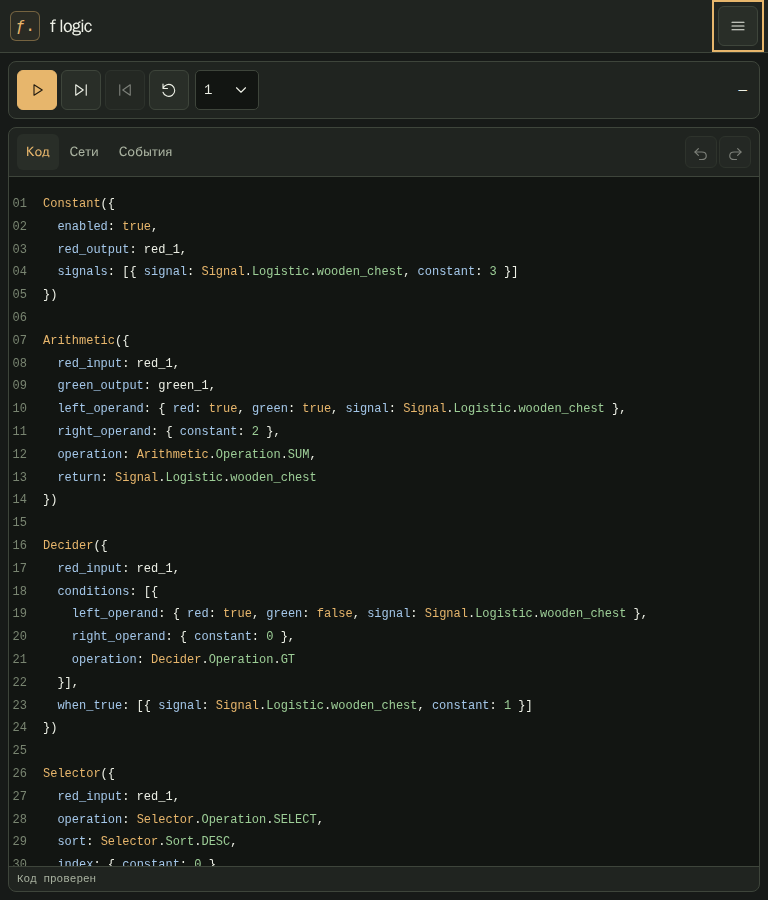 f. f logic
1 –
Код Сети События
01 Constant({
02   enabled: true,
03   red_output: red_1,
04   signals: [{ signal: Signal.Logistic.wooden_chest, constant: 3 }]
05 })
06
07 Arithmetic({
08   red_input: red_1,
09   green_output: green_1,
10   left_operand: { red: true, green: true, signal: Signal.Logistic.wooden_chest },
11   right_operand: { constant: 2 },
12   operation: Arithmetic.Operation.SUM,
13   return: Signal.Logistic.wooden_chest
14 })
15
16 Decider({
17   red_input: red_1,
18   conditions: [{
19     left_operand: { red: true, green: false, signal: Signal.Logistic.wooden_chest },
20     right_operand: { constant: 0 },
21     operation: Decider.Operation.GT
22   }],
23   when_true: [{ signal: Signal.Logistic.wooden_chest, constant: 1 }]
24 })
25
26 Selector({
27   red_input: red_1,
28   operation: Selector.Operation.SELECT,
29   sort: Selector.Sort.DESC,
30   index: { constant: 0 }
Код проверен